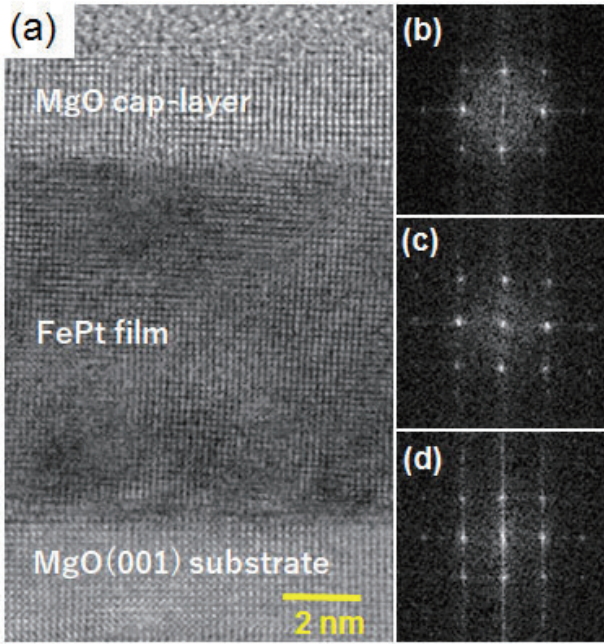 (a)
MgO cap-layer
FePt film
MgO(001) substrate
2 nm
(b)
(c)
(d)